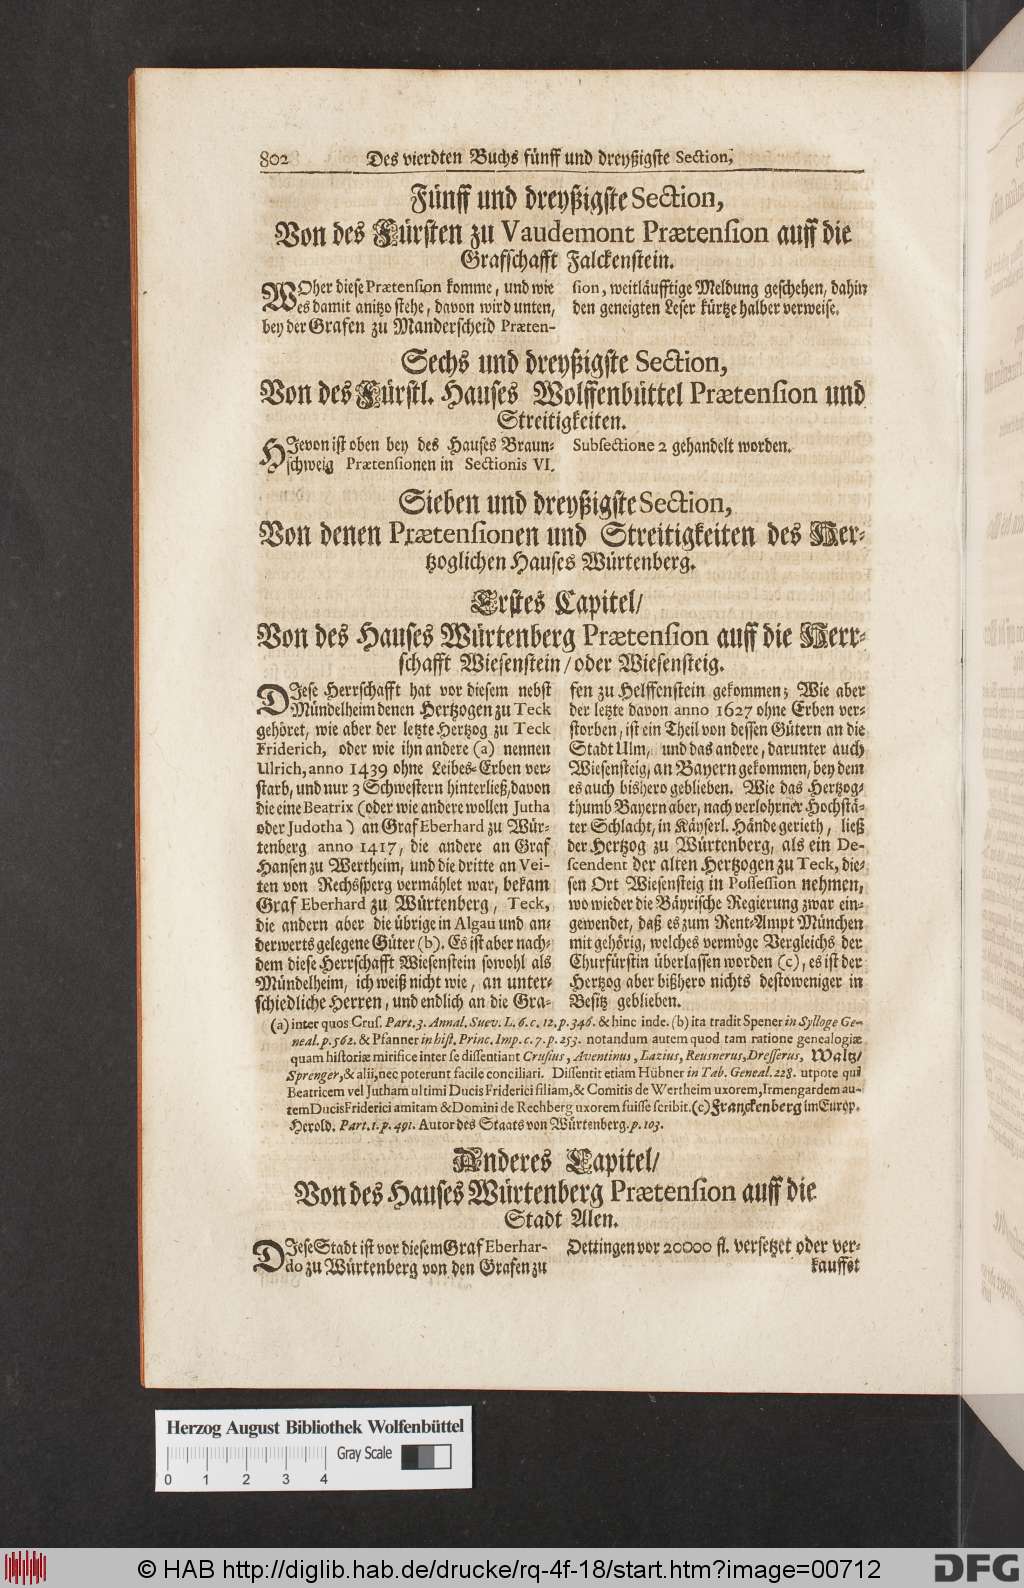 802 Des vierdten Buchs fünff und dreyßigste Section,
Fünff und dreyßigste Section,
Von des Fürsten zu Vaudemont Prætension auff die
Grafschafft Falckenstein.
WOher diese Prætension komme, und wie
es damit anitzo stehe, davon wird unten,
bey der Grafen zu Manderscheid Præten-
sion, weitläufftige Meldung geschehen, dahin
den geneigten Leser kürtze halber verweise.
Sechs und dreyßigste Section,
Von des Fürstl. Hauses Wolffenbüttel Prætension und
Streitigkeiten.
HJevon ist oben bey des Hauses Braun-
schweig Prætensionen in Sectionis VI.
Subsectione 2 gehandelt worden.
Sieben und dreyßigste Section,
Von denen Prætensionen und Streitigkeiten des Her-
tzoglichen Hauses Würtenberg.
Erstes Capitel/
Von des Hauses Würtenberg Prætension auff die Herr-
schafft Wiesenstein/oder Wiesensteig.
DJese Herrschafft hat vor diesem nebst
Mündelheim denen Hertzogen zu Teck
gehöret, wie aber der letzte Hertzog zu Teck
Friderich, oder wie ihn andere (a) nennen
Ulrich, anno 1439 ohne Leibes-Erben ver-
starb, und nur 3 Schwestern hinterließ, davon
die eine Beatrix (oder wie andere wollen Jutha
oder Judotha) an Graf Eberhard zu Wür-
tenberg anno 1417, die andere an Graf
Hansen zu Wertheim, und die dritte an Vei-
ten von Rechsperg vermählet war, bekam
Graf Eberhard zu Würtenberg, Teck,
die andern aber die übrige in Algau und an-
derwerts gelegene Güter (b). Es ist aber nach-
dem diese Herrschafft Wiesenstein sowohl als
Mündelheim, ich weiß nicht wie, an unter-
schiedliche Herren, und endlich an die Gra-
fen zu Helffenstein gekommen; Wie aber
der letzte davon anno 1627 ohne Erben ver-
storben, ist ein Theil von dessen Gütern an die
Stadt Ulm, und das andere, darunter auch
Wiesensteig, an Bayern gekommen, bey dem
es auch bishero geblieben. Wie das Hertzog-
thumb Bayern aber, nach verlohrner Hochstä-
ter Schlacht, in Käyserl. Hände gerieth, ließ
der Hertzog zu Würtenberg, als ein De-
scendent der alten Hertzogen zu Teck, die-
sen Ort Wiesensteig in Possession nehmen,
wowieder die Bäyrische Regierung zwar ein-
gewendet, daß es zum Rent-Ampt München
mit gehörig, welches vermöge Vergleichs der
Churfürstin überlassen worden (c), es ist der
Hertzog aber bißhero nichts destoweniger in
Besitz geblieben.
(a) inter quos Crus. Part. 3. Annal. Suev. L. 6. c. 12. p. 346. & hinc inde. (b) ita tradit Spener in Sylloge Ge-
neal. p. 562. & Pfanner in hist. Princ. Imp. c. 7. p. 253. notandum autem quod tam ratione genealogiæ
quam historiæ mirifice inter se dissentiant Crusius, Aventinus, Lazius, Reusnerus, Dresserus, Waltz/
Sprenger, & alii, nec poterunt facile conciliari. Dissentit etiam Hübner in Tab. Geneal. 228. utpote qui
Beatricem vel Jutham ultimi Ducis Friderici filiam, & Comitis de Wertheim uxorem, Irmengardem au-
tem Ducis Friderici amitam & Domini de Rechberg uxorem fuisse scribit. (c) Franckenberg im Europ.
Herold. Part. 1. p. 491. Autor des Staats von Würtenberg. p. 103.
Anderes Capitel/
Von des Hauses Würtenberg Prætension auff die
Stadt Alen.
DJese Stadt ist vor diesem Graf Eberhar-
do zu Würtenberg von den Grafen zu
Oettingen vor 20000 fl. versetzet oder ver-
kauffet
Herzog August Bibliothek Wolfenbüttel
Gray Scale
0 1 2 3 4
© HAB http://diglib.hab.de/drucke/rq-4f-18/start.htm?image=00712
DFG